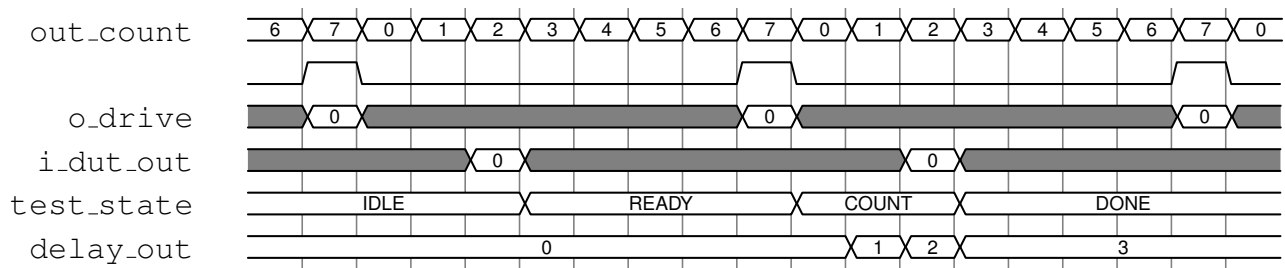 out_count 6 7 0 1 2 3 4 5 6 7 0 1 2 3 4 5 6 7 0
o_drive 0 0 0
i_dut_out 0 0
test_state IDLE READY COUNT DONE
delay_out 0 1 2 3